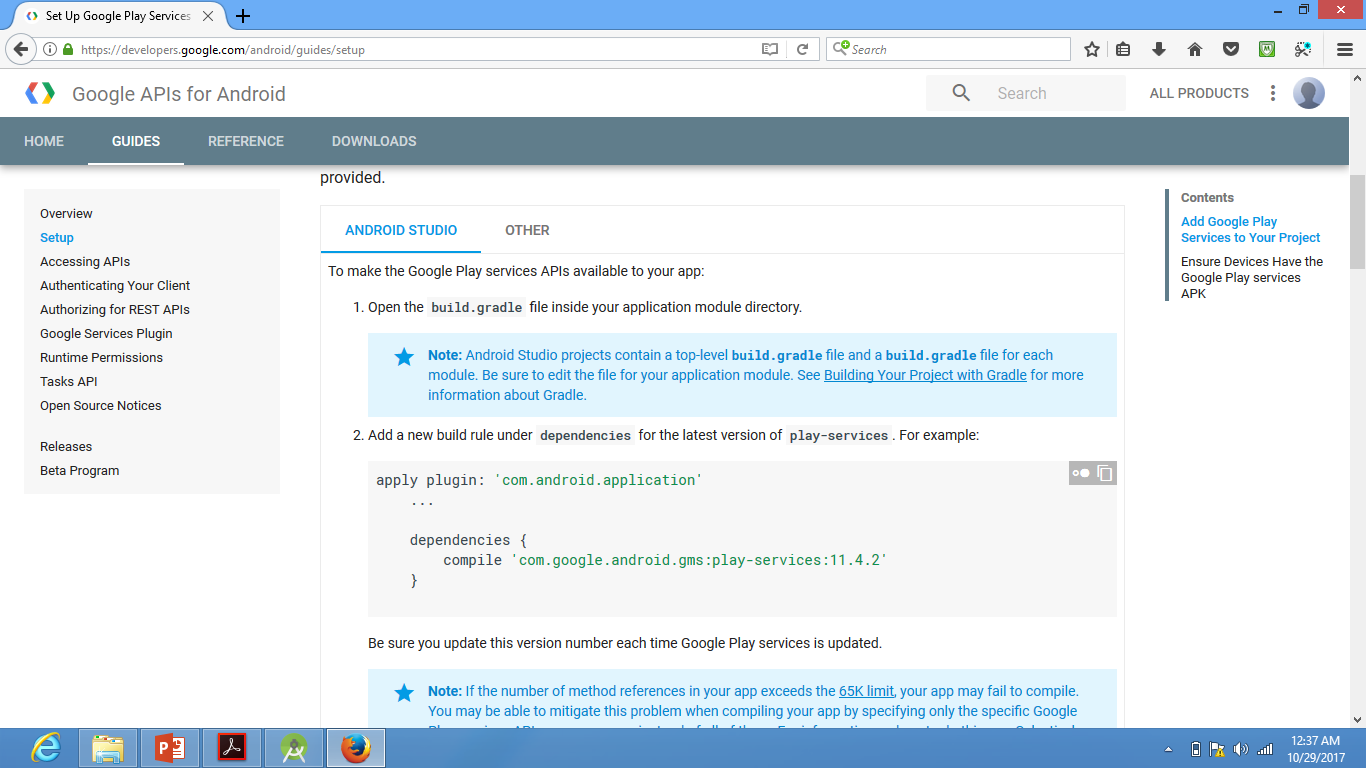 Set Up Google Play Services
https://developers.google.com/android/guides/setup
Search
Google APIs for Android
Search
ALL PRODUCTS
HOME
GUIDES
REFERENCE
DOWNLOADS
provided.
Overview
Setup
Accessing APIs
Authenticating Your Client
Authorizing for REST APIs
Google Services Plugin
Runtime Permissions
Tasks API
Open Source Notices
Releases
Beta Program
ANDROID STUDIO
OTHER
To make the Google Play services APIs available to your app:
1. Open the build.gradle file inside your application module directory.
Note: Android Studio projects contain a top-level build.gradle file and a build.gradle file for each
module. Be sure to edit the file for your application module. See Building Your Project with Gradle for more
information about Gradle.
2. Add a new build rule under dependencies for the latest version of play-services. For example:
apply plugin: 'com.android.application'
...
dependencies {
compile 'com.google.android.gms:play-services:11.4.2'
}
Be sure you update this version number each time Google Play services is updated.
Note: If the number of method references in your app exceeds the 65K limit, your app may fail to compile.
You may be able to mitigate this problem when compiling your app by specifying only the specific Google
Contents
Add Google Play
Services to Your Project
Ensure Devices Have the
Google Play services
APK
12:37 AM
10/29/2017